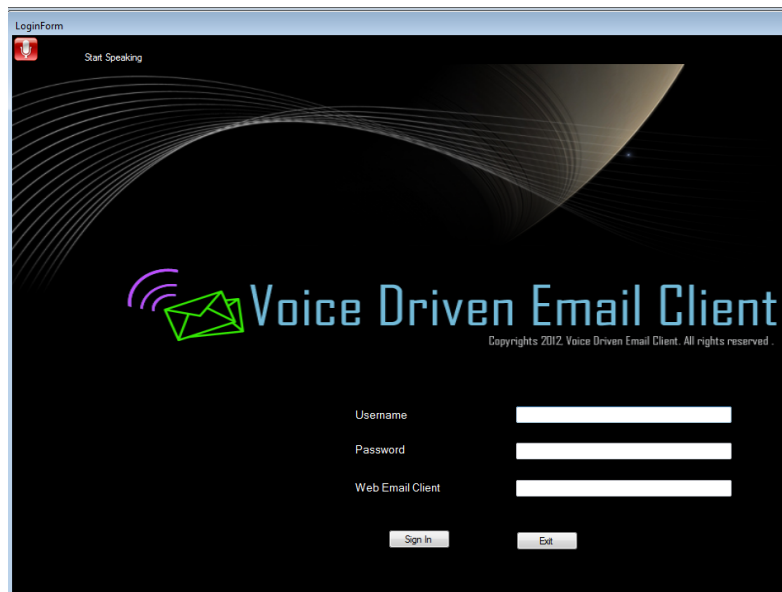 LoginForm
Start Speaking
Voice Driven Email Client
Copyrights 2012, Voice Driven Email Client. All rights reserved .
Username
Password
Web Email Client
Sign In Exit